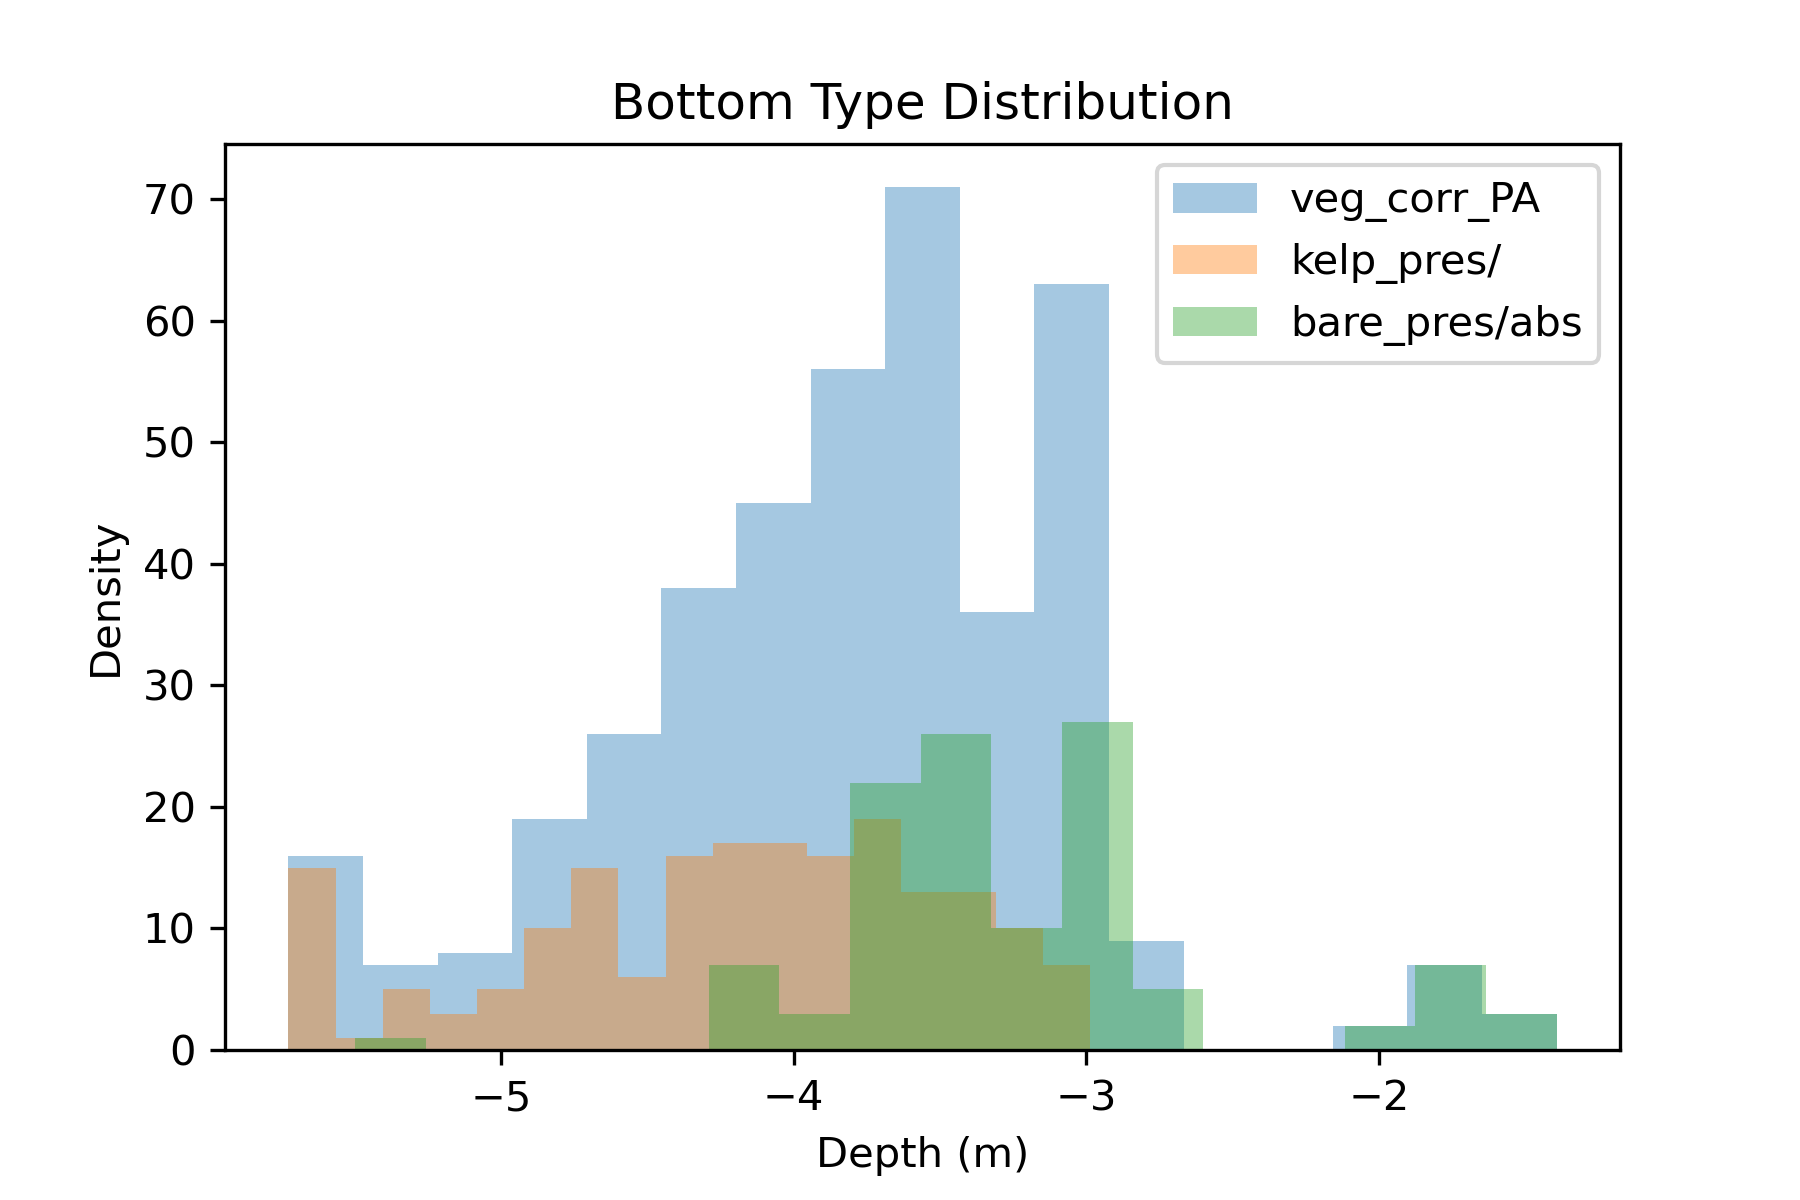 Bottom Type Distribution
veg_corr_PA
kelp_pres/
bare_pres/abs
70
60
50
40
30
20
10
0
Density
−5
−4
−3
−2
Depth (m)